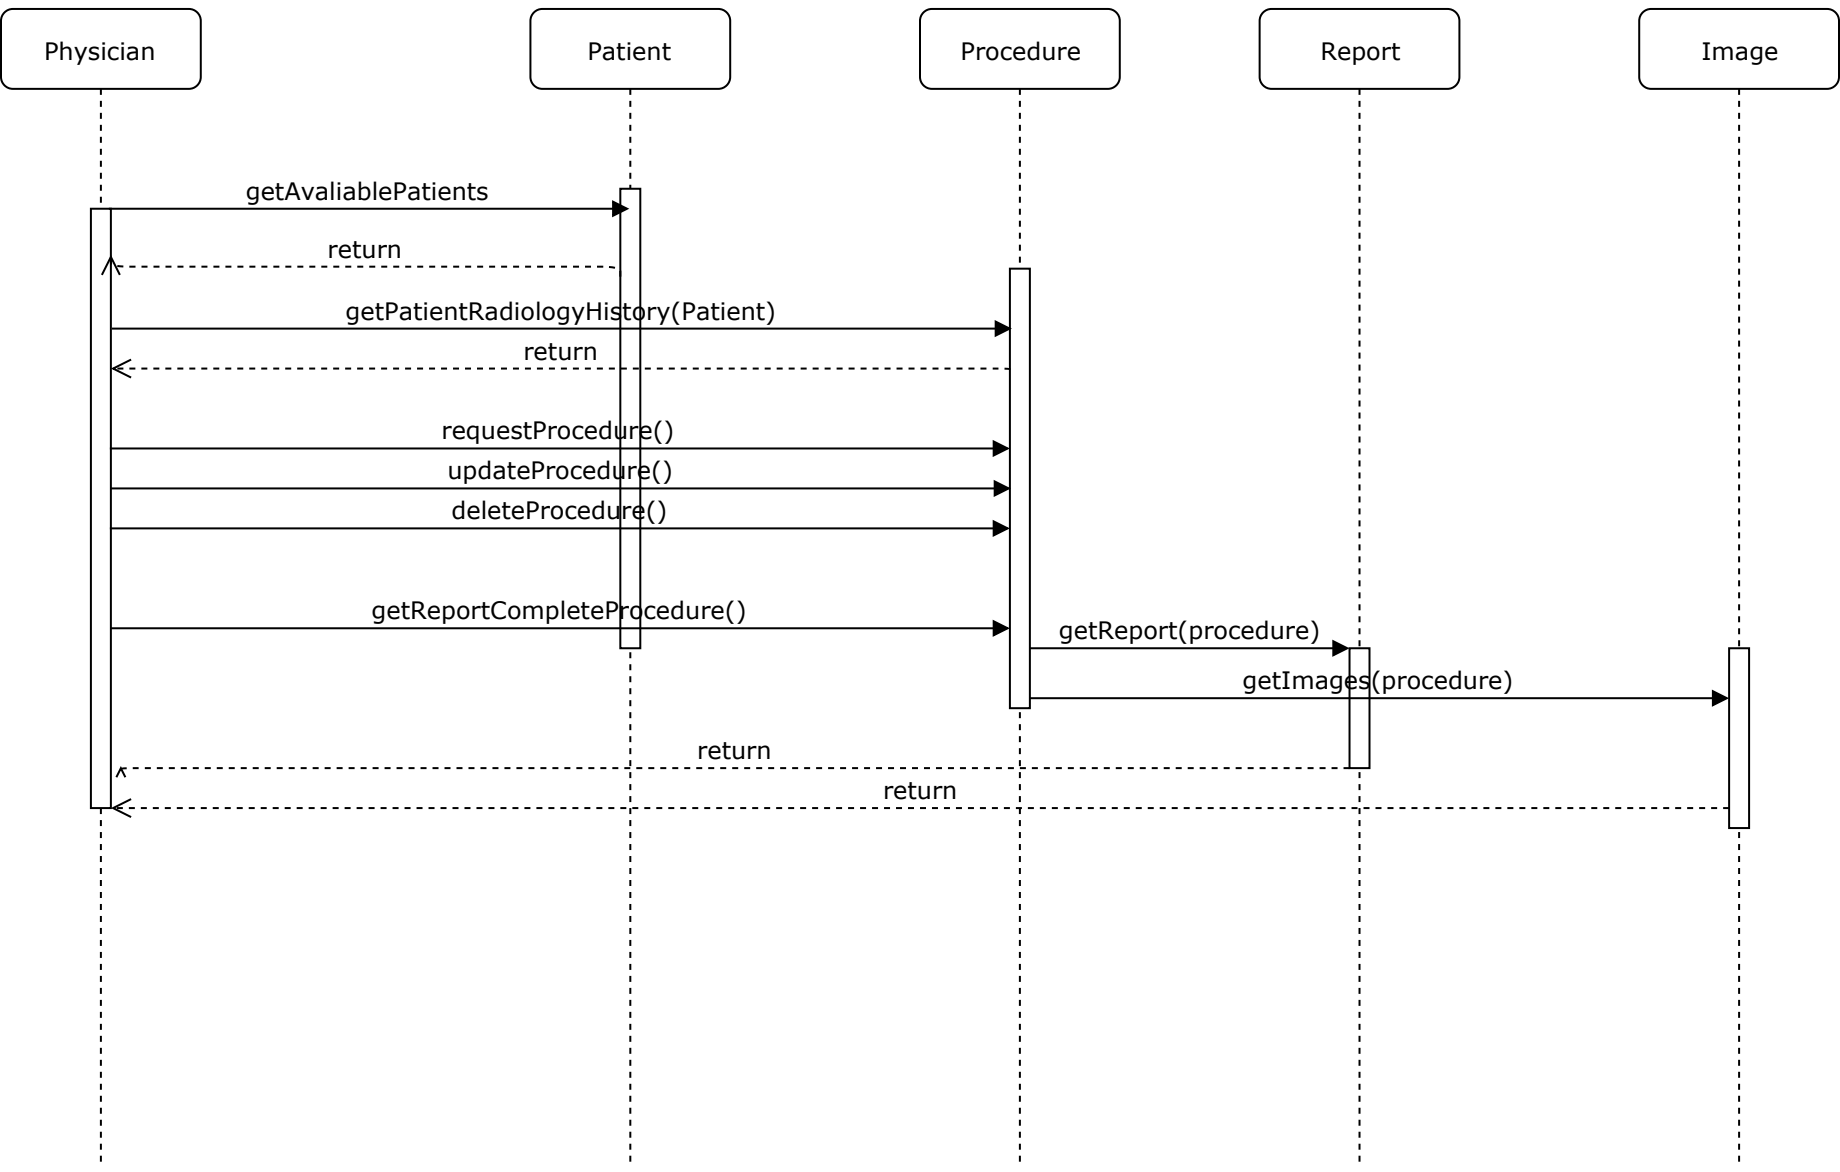 Physician
Patient
Procedure
Report
Image
getAvaliablePatients
return
getPatientRadiologyHistory(Patient)
return
requestProcedure()
updateProcedure()
deleteProcedure()
getReportCompleteProcedure()
getReport(procedure)
getImages(procedure)
return
return